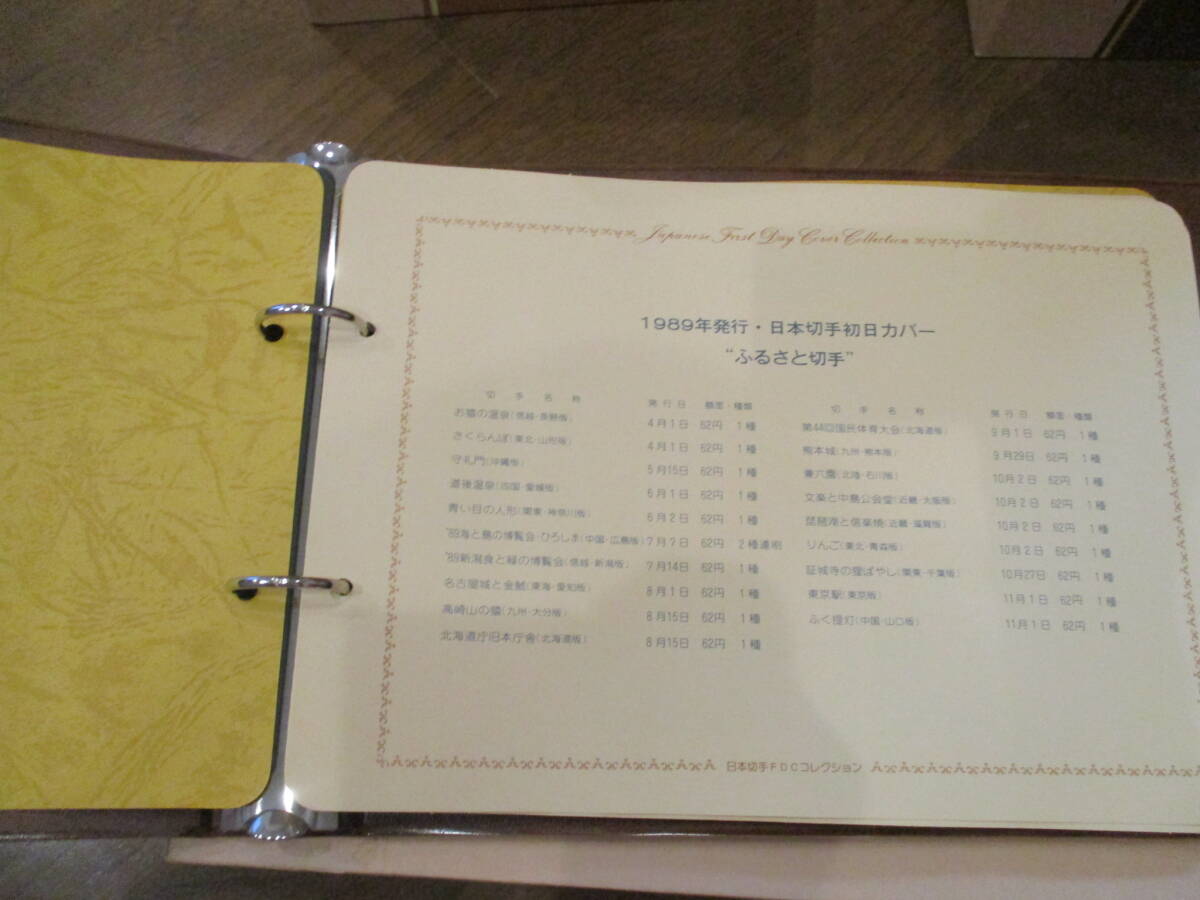 Japanese First Day Cover Collection
1989年発行・日本切手初日カバー
“ふるさと切手”
切手名称 発行日 額面・種類
お猿の温泉(信越・長野版) 4月1日 62円 1種
さくらんぼ(東北・山形版) 4月1日 62円 1種
守礼門(沖縄版) 5月15日 62円 1種
道後温泉(四国・愛媛版) 6月1日 62円 1種
青い目の人形(関東・神奈川版) 6月2日 62円 1種
'89海と島の博覧会・ひろしま(中国・広島版) 7月7日 62円 2種連刷
'89新潟食と緑の博覧会(信越・新潟版) 7月14日 62円 1種
名古屋城と金鯱(東海・愛知版) 8月1日 62円 1種
高崎山の猿(九州・大分版) 8月15日 62円 1種
北海道庁旧本庁舎(北海道版) 8月15日 62円 1種
切手名称 発行日 額面・種類
第44回国民体育大会(北海道版) 9月1日 62円 1種
熊本城(九州・熊本版) 9月29日 62円 1種
兼六園(北陸・石川版) 10月2日 62円 1種
文楽と中島公会堂(近畿・大阪版) 10月2日 62円 1種
琵琶湖と信楽焼(近畿・滋賀版) 10月2日 62円 1種
りんご(東北・青森版) 10月2日 62円 1種
証城寺の狸ばやし(関東・千葉版) 10月27日 62円 1種
東京駅(東京版) 11月1日 62円 1種
ふく提灯(中国・山口版) 11月1日 62円 1種
日本切手FDCコレクション